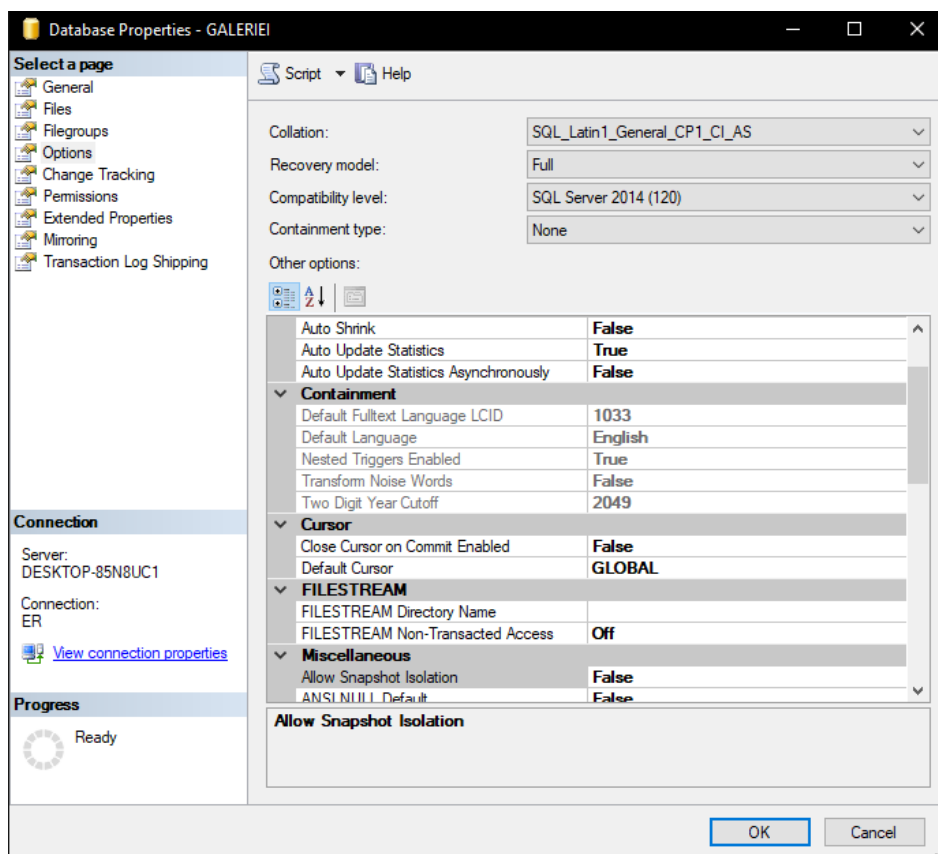 Database Properties - GALERIEI
Select a page
General
Files
Filegroups
Options
Change Tracking
Permissions
Extended Properties
Mirroring
Transaction Log Shipping
Connection
Server:
DESKTOP-85N8UC1
Connection:
ER
View connection properties
Progress
Ready
Script Help
Collation: SQL_Latin1_General_CP1_CI_AS
Recovery model: Full
Compatibility level: SQL Server 2014 (120)
Containment type: None
Other options:
Auto Shrink False
Auto Update Statistics True
Auto Update Statistics Asynchronously False
Containment
Default Fulltext Language LCID 1033
Default Language English
Nested Triggers Enabled True
Transform Noise Words False
Two Digit Year Cutoff 2049
Cursor
Close Cursor on Commit Enabled False
Default Cursor GLOBAL
FILESTREAM
FILESTREAM Directory Name
FILESTREAM Non-Transacted Access Off
Miscellaneous
Allow Snapshot Isolation False
ANSI NULL Default False
Allow Snapshot Isolation
OK Cancel